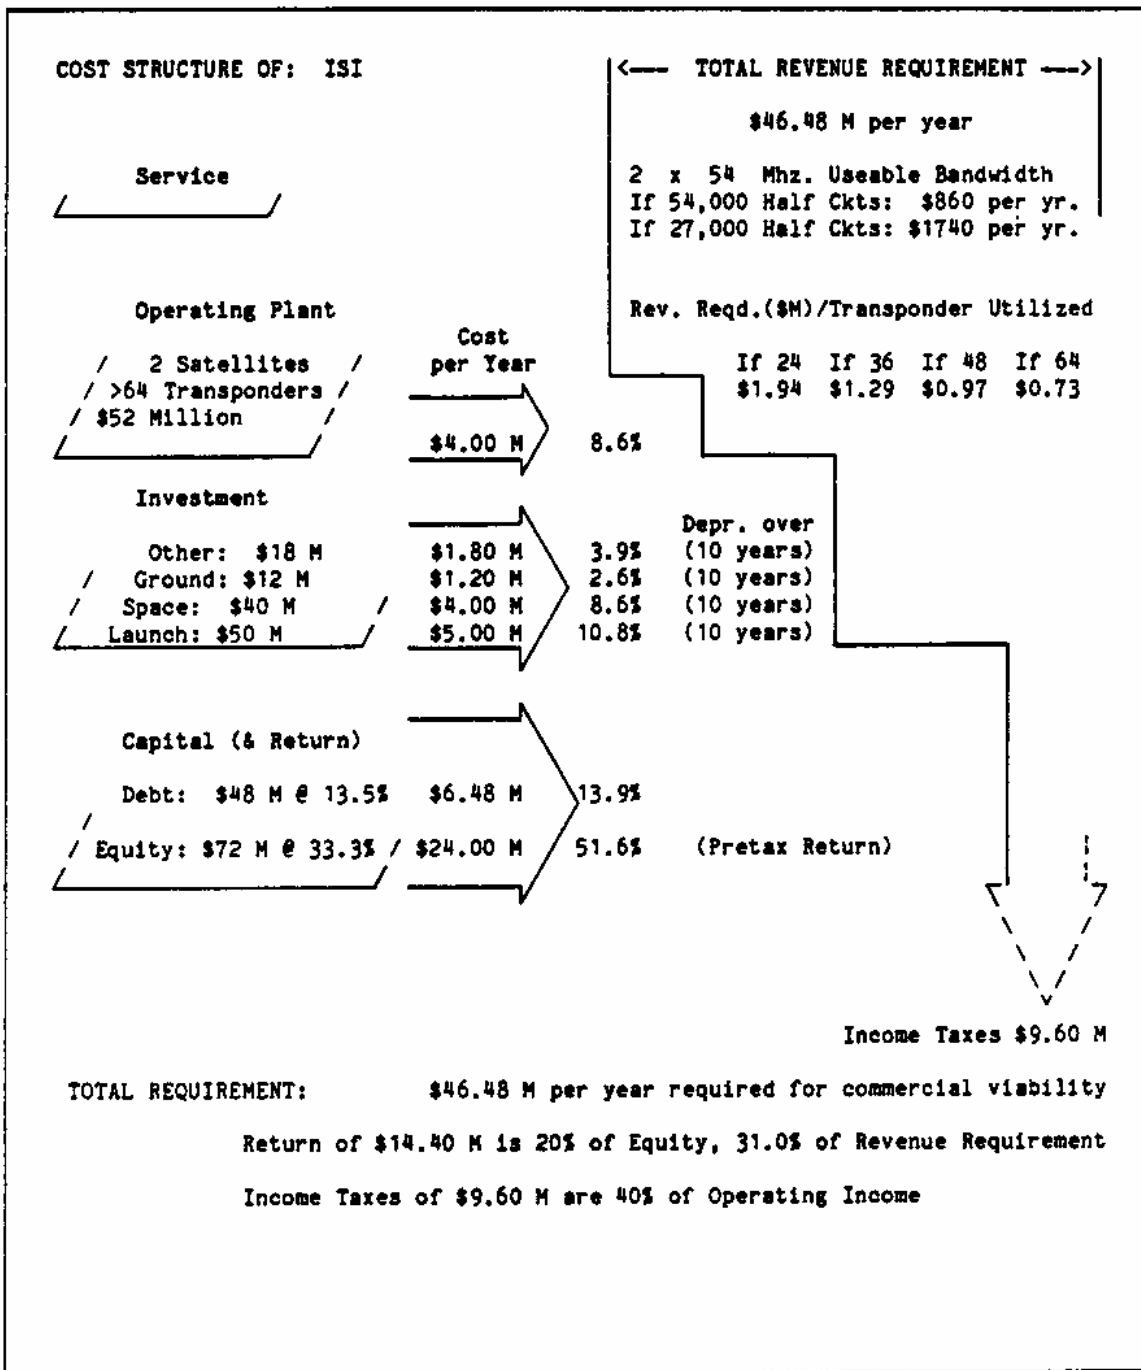 COST STRUCTURE OF: ISI
<--- TOTAL REVENUE REQUIREMENT --->
$46.48 M per year
Service
2 x 54 Mhz. Useable Bandwidth
If 54,000 Half Ckts: $860 per yr.
If 27,000 Half Ckts: $1740 per yr.
Operating Plant
Rev. Reqd.($M)/Transponder Utilized
Cost
per Year
2 Satellites
If 24 If 36 If 48 If 64
>64 Transponders
$1.94 $1.29 $0.97 $0.73
$52 Million
$4.00 M 8.6%
Investment
Depr. over
Other: $18 M $1.80 M 3.9% (10 years)
Ground: $12 M $1.20 M 2.6% (10 years)
Space: $40 M $4.00 M 8.6% (10 years)
Launch: $50 M $5.00 M 10.8% (10 years)
Capital (& Return)
Debt: $48 M @ 13.5% $6.48 M 13.9%
Equity: $72 M @ 33.3% $24.00 M 51.6% (Pretax Return)
Income Taxes $9.60 M
TOTAL REQUIREMENT: $46.48 M per year required for commercial viability
Return of $14.40 M is 20% of Equity, 31.0% of Revenue Requirement
Income Taxes of $9.60 M are 40% of Operating Income